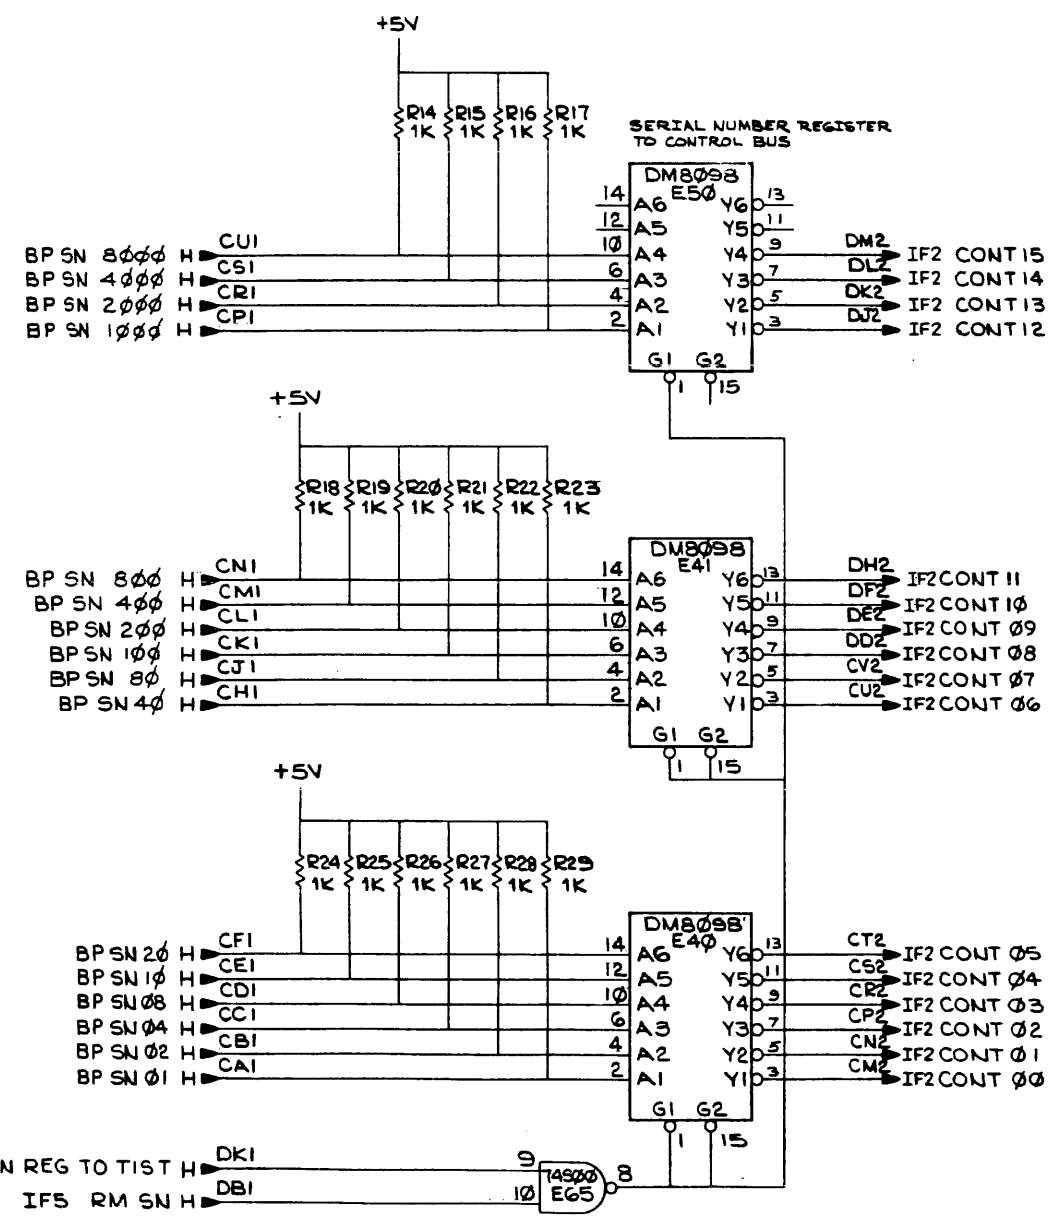 +5V
R14 R15 R16 R17
1K 1K 1K 1K
SERIAL NUMBER REGISTER
TO CONTROL BUS
DM8Ø98
E5Ø
14 A6 Y6 13
12 A5 Y5 11
BP SN 8ØØØ H CU1 1Ø A4 Y4 9 DM2 IF2 CONT 15
BP SN 4ØØØ H CS1 6 A3 Y3 7 DL2 IF2 CONT 14
BP SN 2ØØØ H CR1 4 A2 Y2 5 DK2 IF2 CONT 13
BP SN 1ØØØ H CP1 2 A1 Y1 3 DJ2 IF2 CONT 12
G1 G2
1 15
+5V
R18 R19 R2Ø R21 R22 R23
1K 1K 1K 1K 1K 1K
DM8Ø98
E41
BP SN 8ØØ H CN1 14 A6 Y6 13 DH2 IF2 CONT 11
BP SN 4ØØ H CM1 12 A5 Y5 11 DF2 IF2 CONT 1Ø
BP SN 2ØØ H CL1 1Ø A4 Y4 9 DE2 IF2 CONT Ø9
BP SN 1ØØ H CK1 6 A3 Y3 7 DD2 IF2 CONT Ø8
BP SN 8Ø H CJ1 4 A2 Y2 5 CV2 IF2 CONT Ø7
BP SN 4Ø H CH1 2 A1 Y1 3 CU2 IF2 CONT Ø6
G1 G2
1 15
+5V
R24 R25 R26 R27 R28 R29
1K 1K 1K 1K 1K 1K
DM8Ø98
E4Ø
BP SN 2Ø H CF1 14 A6 Y6 13 CT2 IF2 CONT Ø5
BP SN 1Ø H CE1 12 A5 Y5 11 CS2 IF2 CONT Ø4
BP SN Ø8 H CD1 1Ø A4 Y4 9 CR2 IF2 CONT Ø3
BP SN Ø4 H CC1 6 A3 Y3 7 CP2 IF2 CONT Ø2
BP SN Ø2 H CB1 4 A2 Y2 5 CN2 IF2 CONT Ø1
BP SN Ø1 H CA1 2 A1 Y1 3 CM2 IF2 CONT ØØ
G1 G2
1 15
N REG TO TIST H DK1 9 74SØØ 8
IF5 RM SN H DB1 1Ø E65